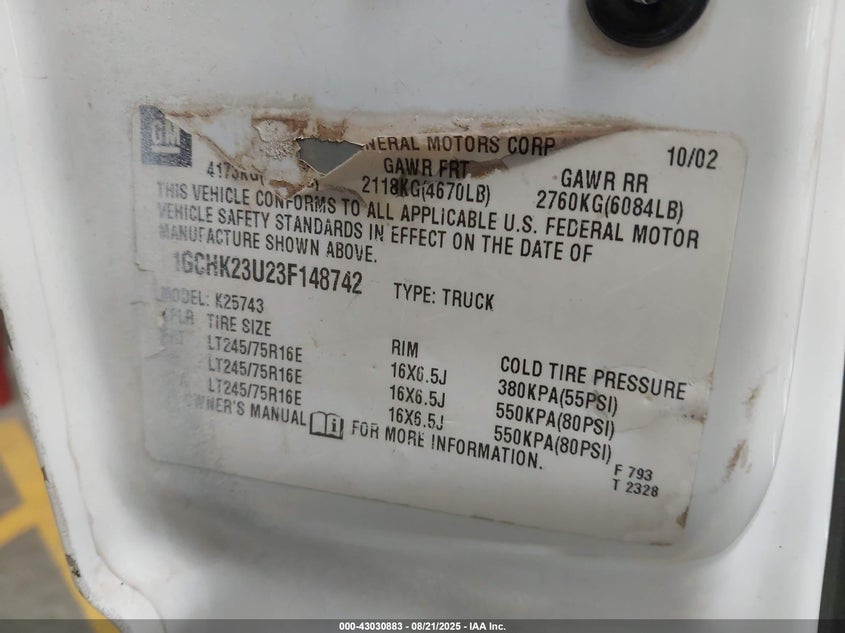 GM
NERAL MOTORS CORP 10/02
GAWR FRT GAWR RR
2118KG(4670LB) 2760KG(6084LB)
THIS VEHICLE CONFORMS TO ALL APPLICABLE U.S. FEDERAL MOTOR
VEHICLE SAFETY STANDARDS IN EFFECT ON THE DATE OF
MANUFACTURE SHOWN ABOVE.
1GCHK23U23F148742 TYPE: TRUCK
MODEL: K25743
TIRE SIZE RIM COLD TIRE PRESSURE
LT245/75R16E 16X6.5J 380KPA(55PSI)
LT245/75R16E 16X6.5J 550KPA(80PSI)
LT245/75R16E 16X6.5J 550KPA(80PSI)
OWNER'S MANUAL FOR MORE INFORMATION.
F 793
T 2328
000-43030883 - 08/21/2025 - IAA Inc.